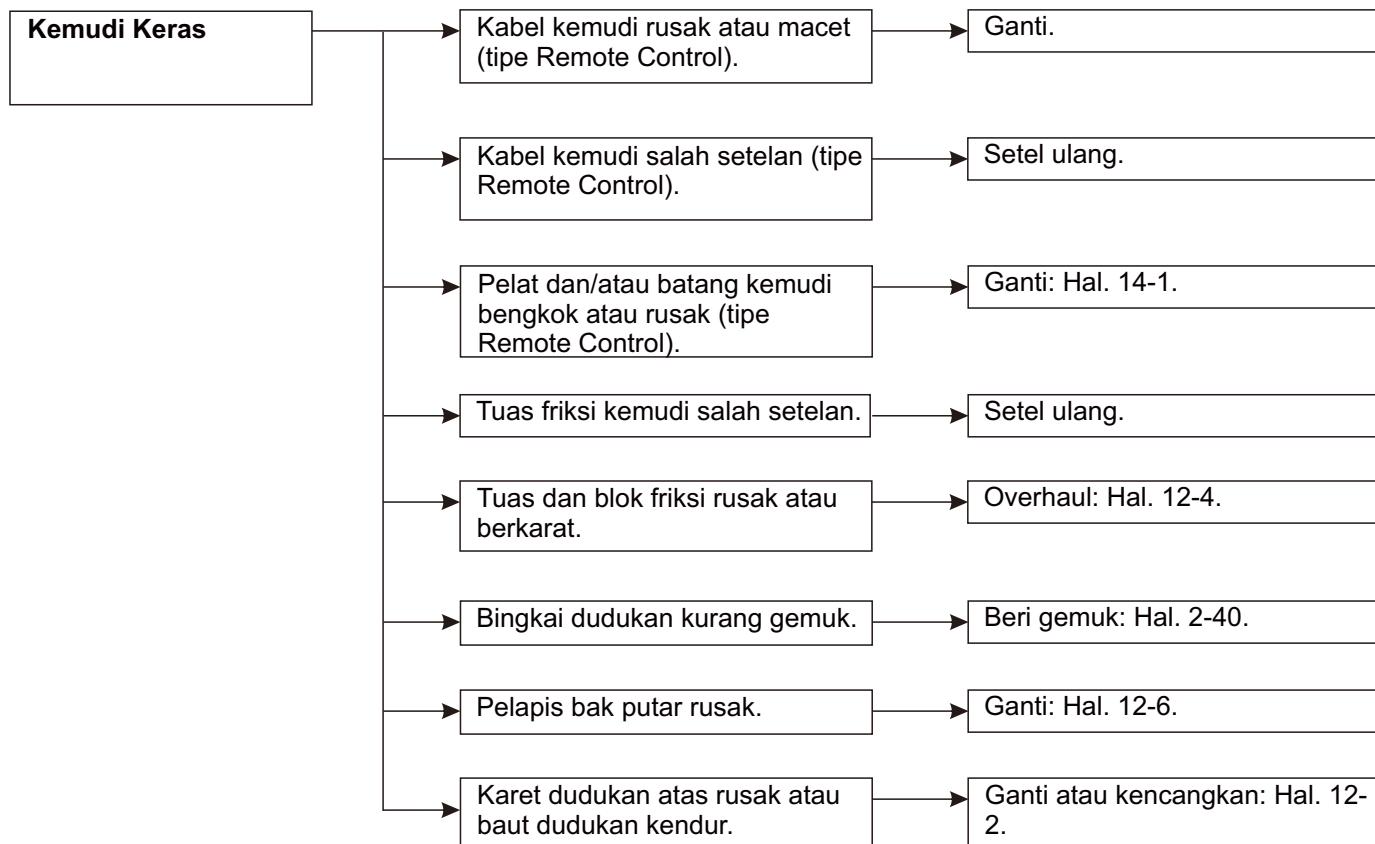 Kemudi Keras
Kabel kemudi rusak atau macet
(tipe Remote Control).
Ganti.
Kabel kemudi salah setelan (tipe
Remote Control).
Setel ulang.
Pelat dan/atau batang kemudi
bengkok atau rusak (tipe
Remote Control).
Ganti: Hal. 14-1.
Tuas friksi kemudi salah setelan.
Setel ulang.
Tuas dan blok friksi rusak atau
berkarat.
Overhaul: Hal. 12-4.
Bingkai dudukan kurang gemuk.
Beri gemuk: Hal. 2-40.
Pelapis bak putar rusak.
Ganti: Hal. 12-6.
Karet dudukan atas rusak atau
baut dudukan kendur.
Ganti atau kencangkan: Hal. 12-
2.